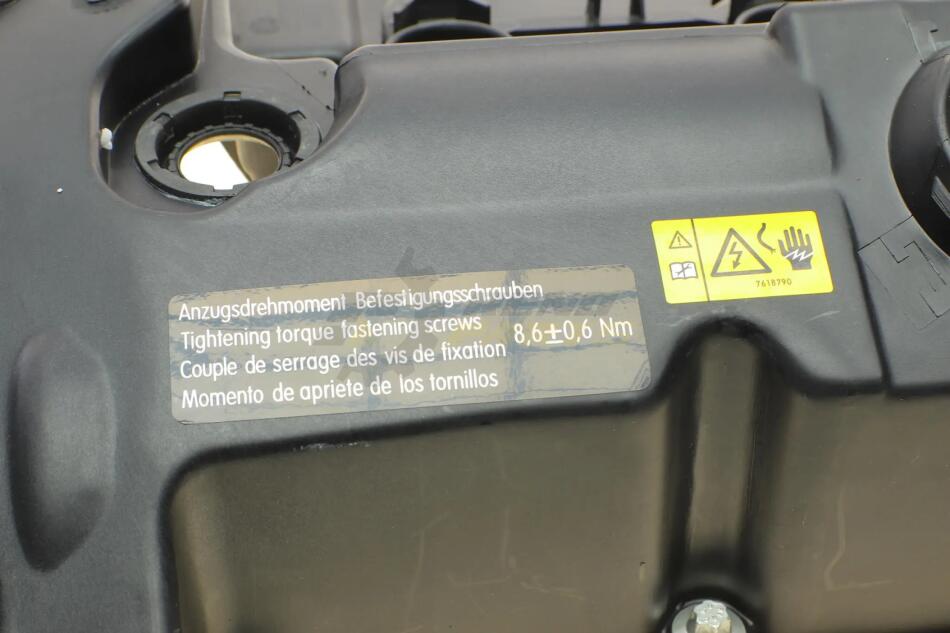 Anzugsdrehmoment Befestigungsschrauben
Tightening torque fastening screws
Couple de serrage des vis de fixation
Momento de apriete de los tornillos
8,6±0,6 Nm
7618790